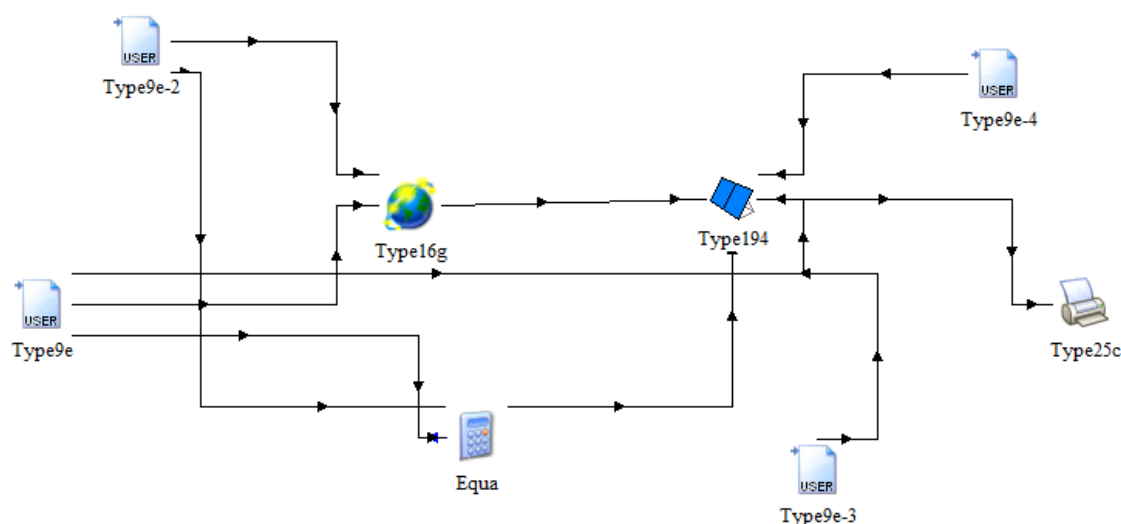 USER
Type9e-2
USER
Type9e-4
Type16g
Type194
USER
Type9e
Type25c
Equa
USER
Type9e-3